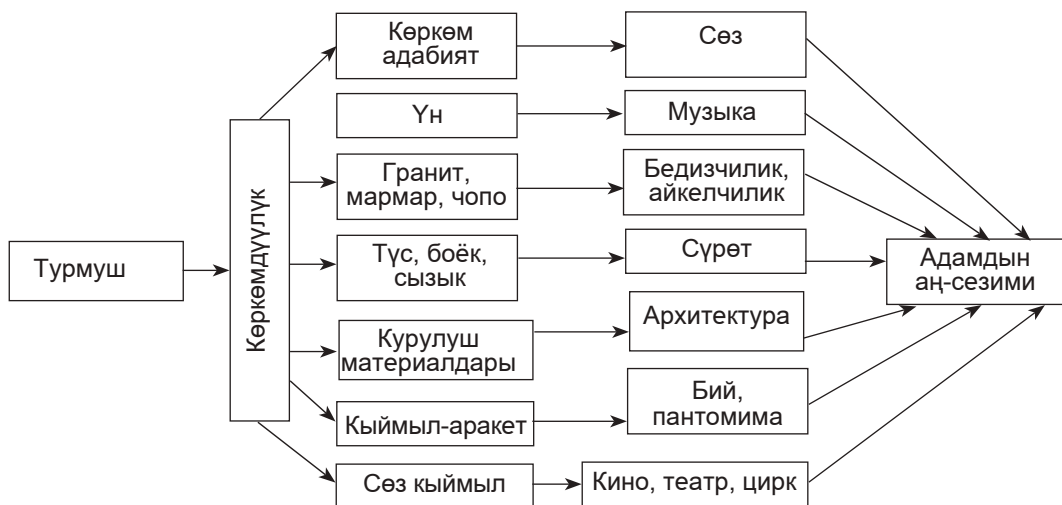 Турмуш
Көркөмдүүлүк
Көркөм
адабият
Сөз
Үн
Музыка
Гранит,
мармар, чопо
Бедизчилик,
айкелчилик
Түс, боёк,
сызык
Сүрөт
Курулуш
материалдары
Архитектура
Кыймыл-аракет
Бий,
пантомима
Сөз кыймыл
Кино, театр, цирк
Адамдын
аң-сезими